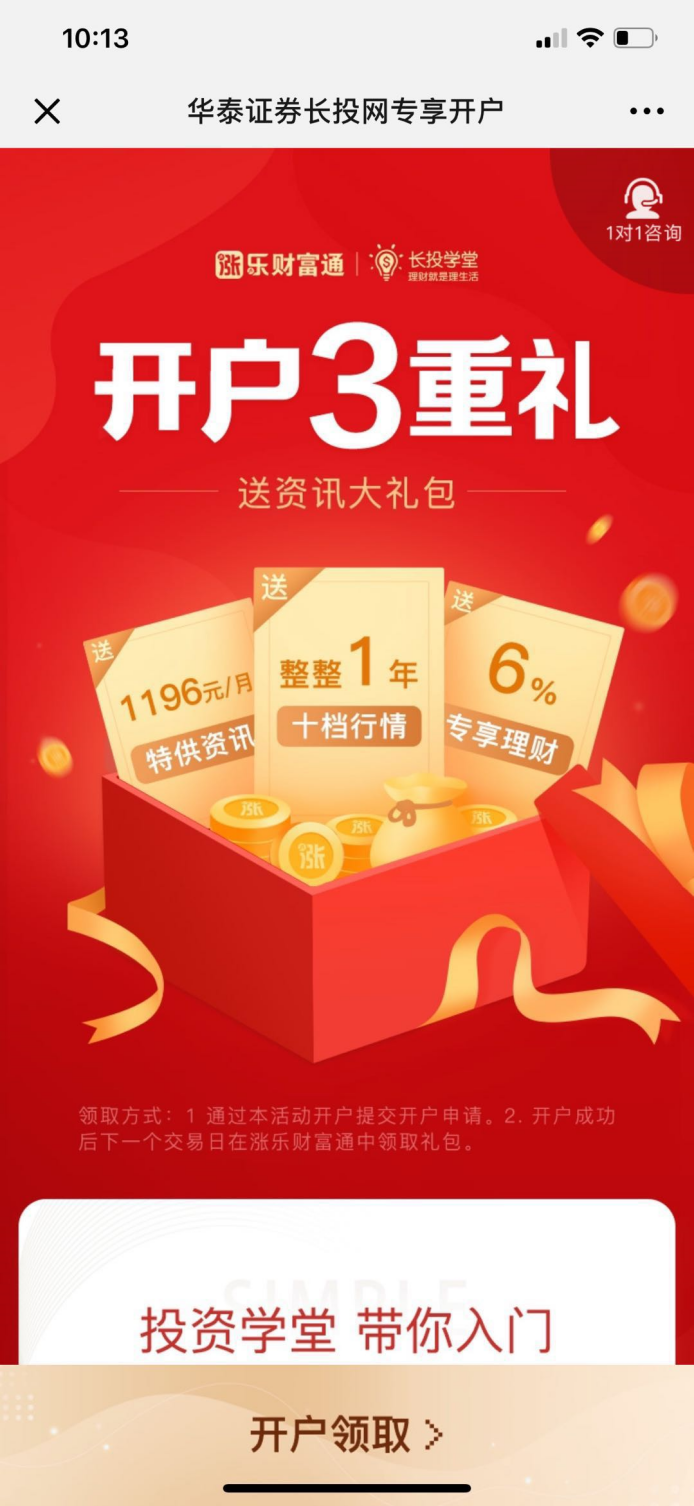 10:13
华泰证券长投网专享开户
1对1咨询
涨乐财富通
长投学堂
理财就是理生活
开户3重礼
送资讯大礼包
送
1196元/月
特供资讯
送
整整1年
十档行情
送
6%
专享理财
涨
涨
涨
涨
领取方式：1 通过本活动开户提交开户申请。2. 开户成功
后下一个交易日在涨乐财富通中领取礼包。
SIMPLE
投资学堂 带你入门
开户领取